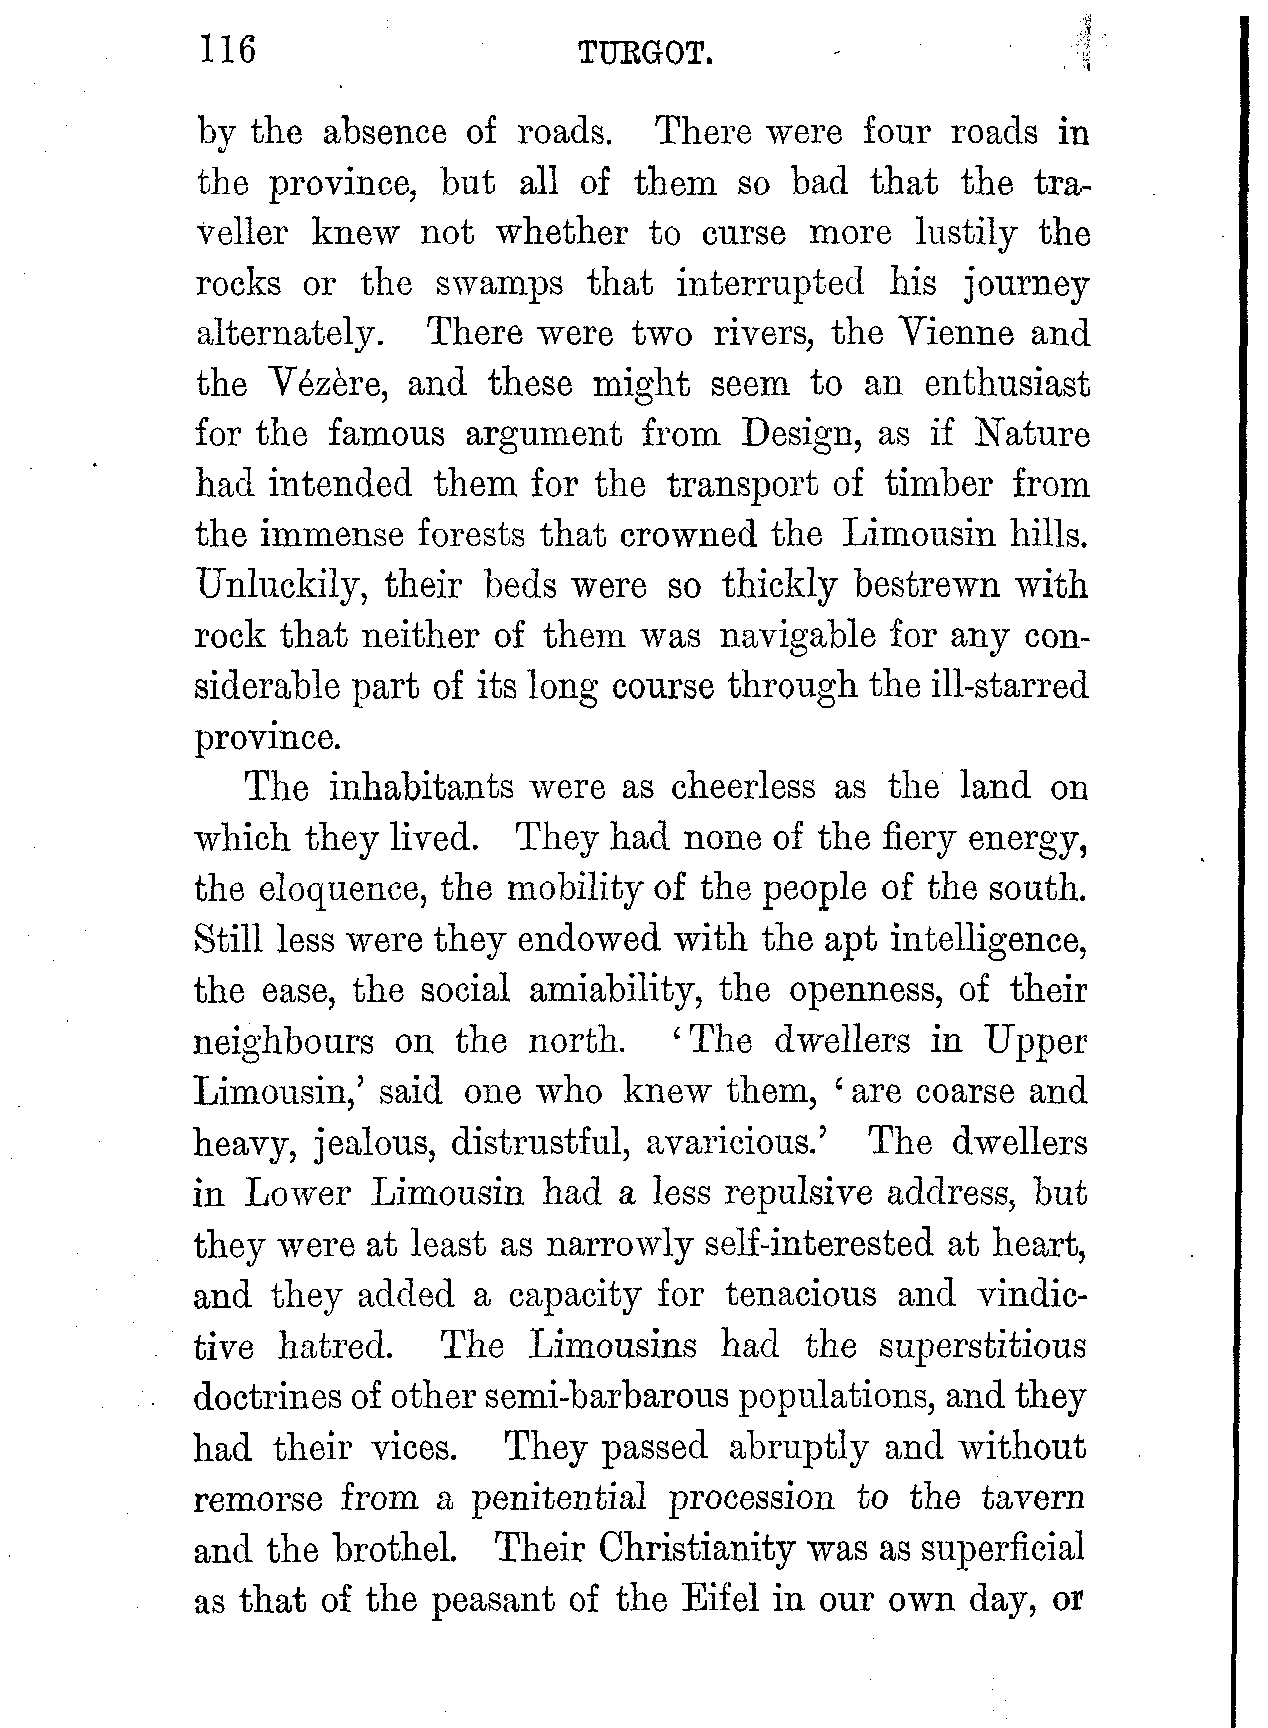 116 TURGOT.
by the absence of roads. There were four roads in
the province, but all of them so bad that the tra-
veller knew not whether to curse more lustily the
rocks or the swamps that interrupted his journey
alternately. There were two rivers, the Vienne and
the Vézère, and these might seem to an enthusiast
for the famous argument from Design, as if Nature
had intended them for the transport of timber from
the immense forests that crowned the Limousin hills.
Unluckily, their beds were so thickly bestrewn with
rock that neither of them was navigable for any con-
siderable part of its long course through the ill-starred
province.
The inhabitants were as cheerless as the land on
which they lived. They had none of the fiery energy,
the eloquence, the mobility of the people of the south.
Still less were they endowed with the apt intelligence,
the ease, the social amiability, the openness, of their
neighbours on the north. ‘The dwellers in Upper
Limousin,’ said one who knew them, ‘are coarse and
heavy, jealous, distrustful, avaricious.’ The dwellers
in Lower Limousin had a less repulsive address, but
they were at least as narrowly self-interested at heart,
and they added a capacity for tenacious and vindic-
tive hatred. The Limousins had the superstitious
doctrines of other semi-barbarous populations, and they
had their vices. They passed abruptly and without
remorse from a penitential procession to the tavern
and the brothel. Their Christianity was as superficial
as that of the peasant of the Eifel in our own day, or